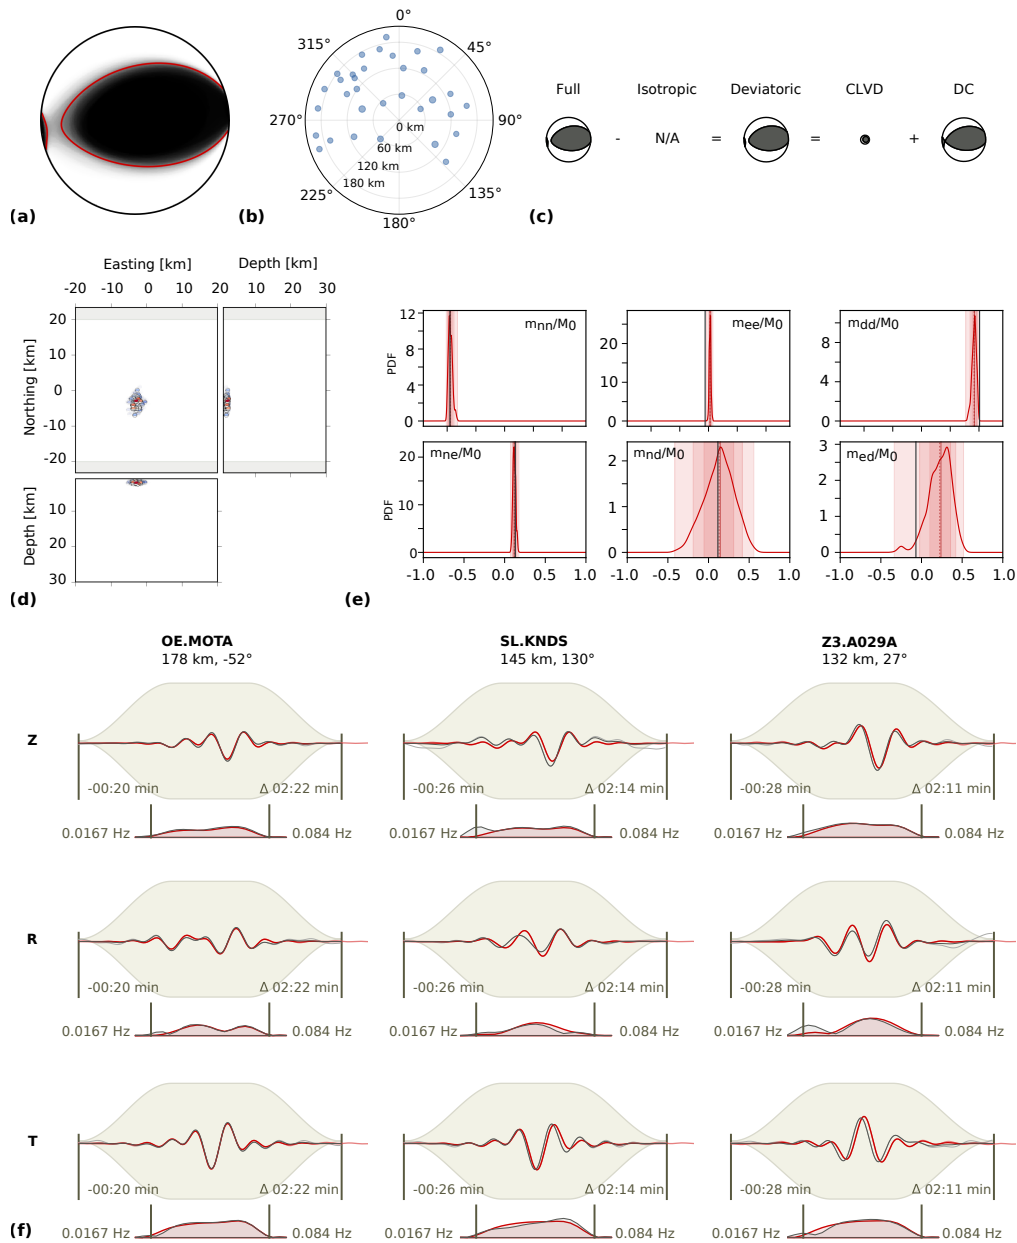 0°
315°
45°
270°
90°
0 km
60 km
120 km
180 km
225°
135°
180°
(a)
(b)
(c)
Full
Isotropic
Deviatoric
CLVD
DC
-
N/A
=
=
+
Easting [km]
Depth [km]
-20 -10 0 10 20
10 20 30
Northing [km]
20
10
0
-10
-20
Depth [km]
10
20
30
(d)
PDF
12
8
4
0
mnn/M0
20
10
0
mee/M0
8
4
0
mdd/M0
PDF
20
10
0
mne/M0
2
1
0
mnd/M0
3
2
1
0
med/M0
-1.0 -0.5 0.0 0.5 1.0
-0.5 0.0 0.5 1.0
-0.5 0.0 0.5 1.0
(e)
OE.MOTA
178 km, -52°
SL.KNDS
145 km, 130°
Z3.A029A
132 km, 27°
Z
-00:20 min Δ 02:22 min
-00:26 min Δ 02:14 min
-00:28 min Δ 02:11 min
0.0167 Hz 0.084 Hz
0.0167 Hz 0.084 Hz
0.0167 Hz 0.084 Hz
R
-00:20 min Δ 02:22 min
-00:26 min Δ 02:14 min
-00:28 min Δ 02:11 min
0.0167 Hz 0.084 Hz
0.0167 Hz 0.084 Hz
0.0167 Hz 0.084 Hz
T
-00:20 min Δ 02:22 min
-00:26 min Δ 02:14 min
-00:28 min Δ 02:11 min
(f)
0.0167 Hz 0.084 Hz
0.0167 Hz 0.084 Hz
0.0167 Hz 0.084 Hz